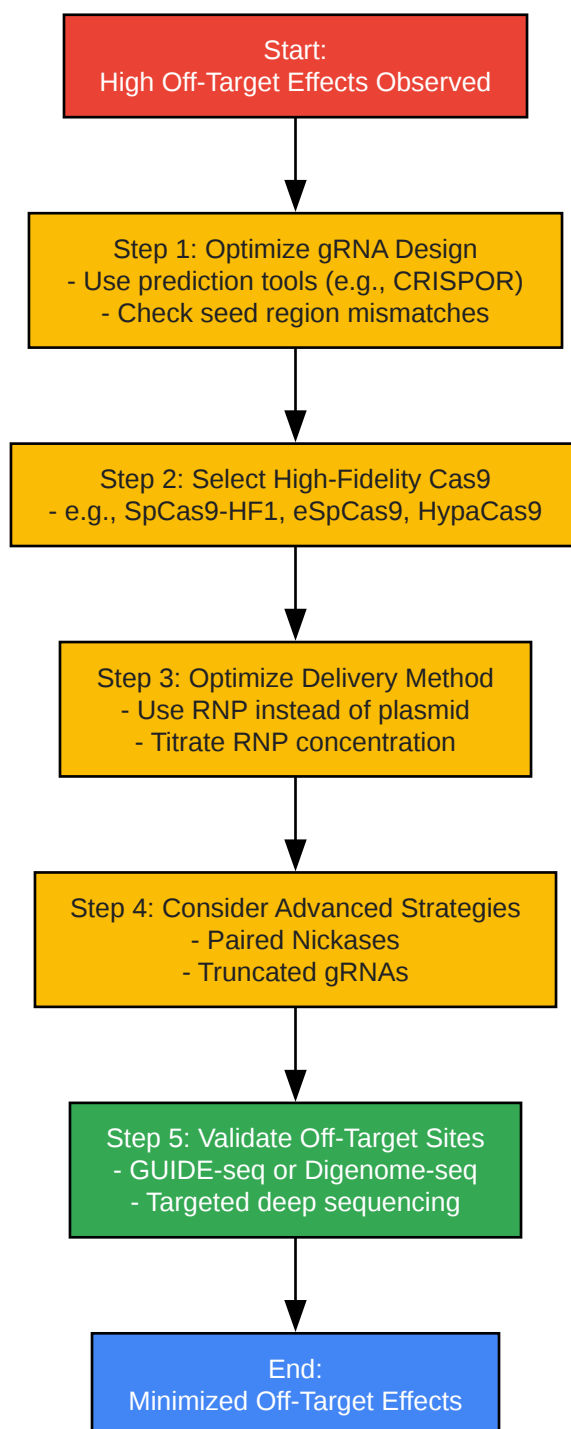 Start:
High Off-Target Effects Observed
Step 1: Optimize gRNA Design
- Use prediction tools (e.g., CRISPOR)
- Check seed region mismatches
Step 2: Select High-Fidelity Cas9
- e.g., SpCas9-HF1, eSpCas9, HypaCas9
Step 3: Optimize Delivery Method
- Use RNP instead of plasmid
- Titrate RNP concentration
Step 4: Consider Advanced Strategies
- Paired Nickases
- Truncated gRNAs
Step 5: Validate Off-Target Sites
- GUIDE-seq or Digenome-seq
- Targeted deep sequencing
End:
Minimized Off-Target Effects